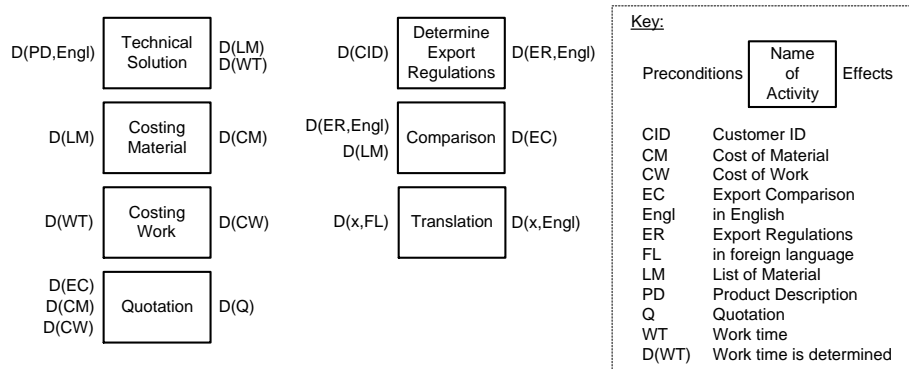 D(PD,Engl)
Technical
Solution
D(LM)
D(WT)
D(CID)
Determine
Export
Regulations
D(ER,Engl)
D(LM)
Costing
Material
D(CM)
D(ER,Engl)
D(LM)
Comparison
D(EC)
D(WT)
Costing
Work
D(CW)
D(x,FL)
Translation
D(x,Engl)
D(EC)
D(CM)
D(CW)
Quotation
D(Q)
Key:
Preconditions
Name
of
Activity
Effects
CID Customer ID
CM Cost of Material
CW Cost of Work
EC Export Comparison
Engl in English
ER Export Regulations
FL in foreign language
LM List of Material
PD Product Description
Q Quotation
WT Work time
D(WT) Work time is determined